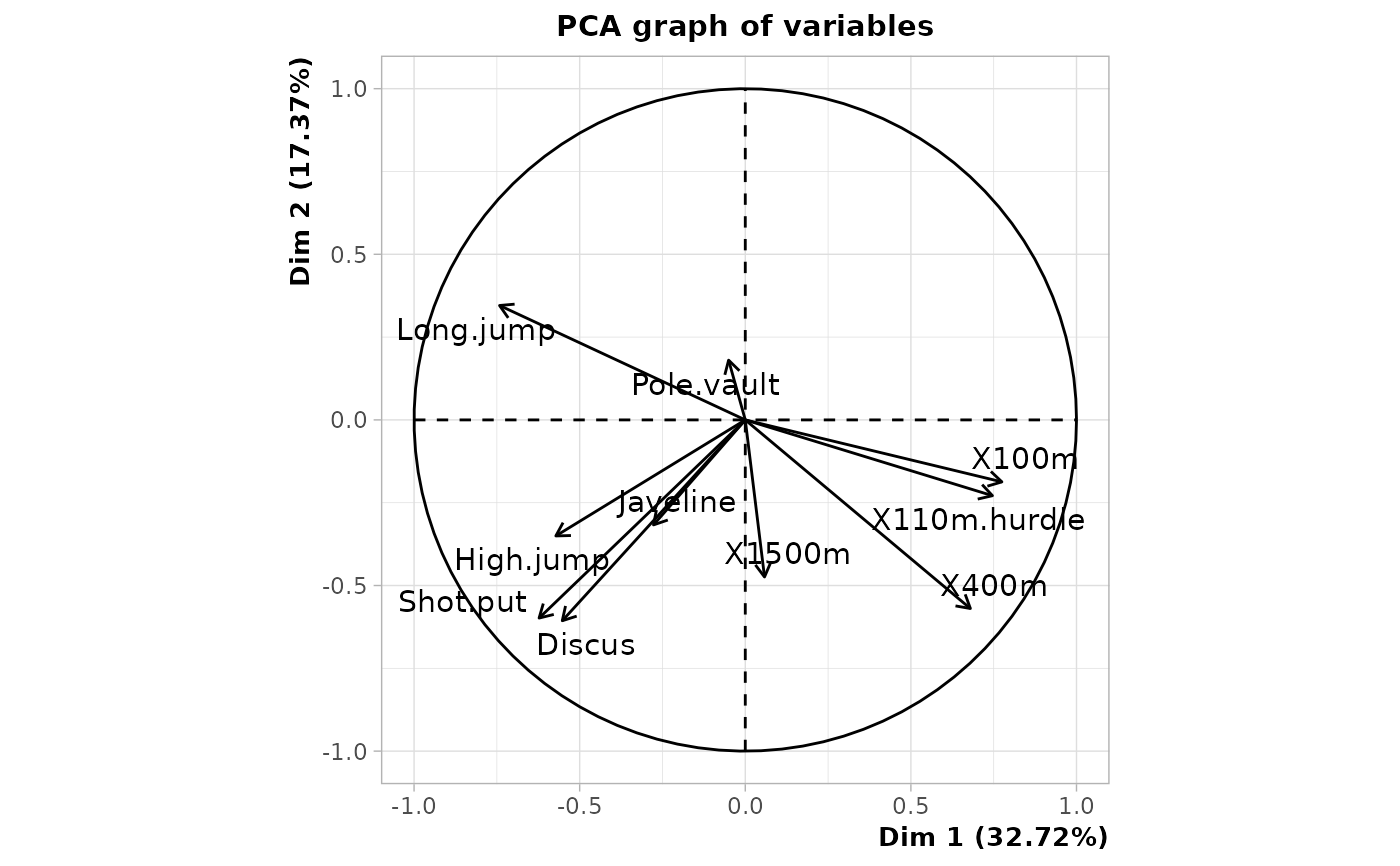 PCA graph of variables
Dim 2 (17.37%)
1.0
0.5
0.0
-0.5
-1.0
Long.jump
Pole.vault
X100m
Javeline
X110m.hurdle
X1500m
High.jump
X400m
Shot.put
Discus
-1.0
-0.5
0.0
0.5
1.0
Dim 1 (32.72%)